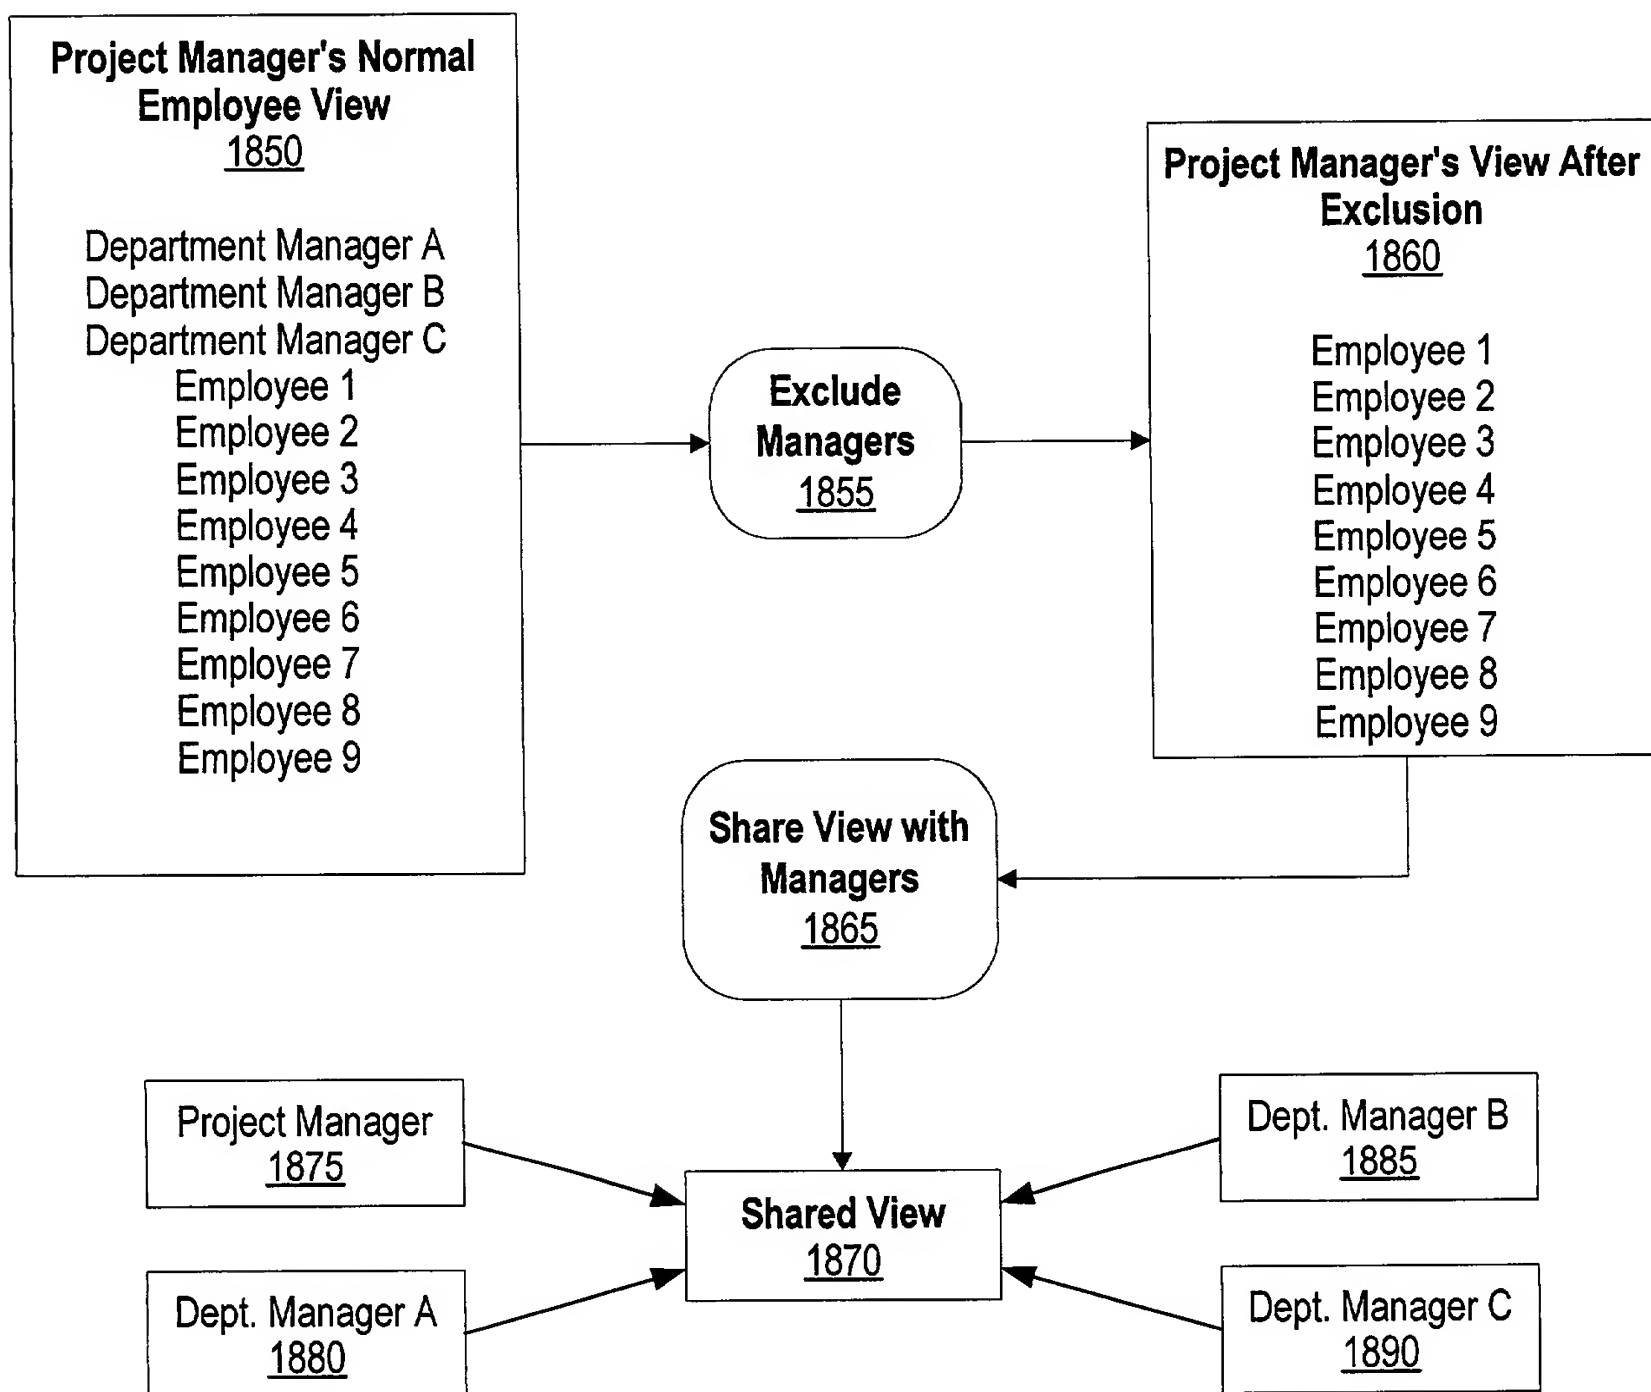 Project Manager's Normal
Employee View
1850
Department Manager A
Department Manager B
Department Manager C
Employee 1
Employee 2
Employee 3
Employee 4
Employee 5
Employee 6
Employee 7
Employee 8
Employee 9
Exclude
Managers
1855
Project Manager's View After
Exclusion
1860
Employee 1
Employee 2
Employee 3
Employee 4
Employee 5
Employee 6
Employee 7
Employee 8
Employee 9
Share View with
Managers
1865
Project Manager
1875
Dept. Manager B
1885
Shared View
1870
Dept. Manager A
1880
Dept. Manager C
1890